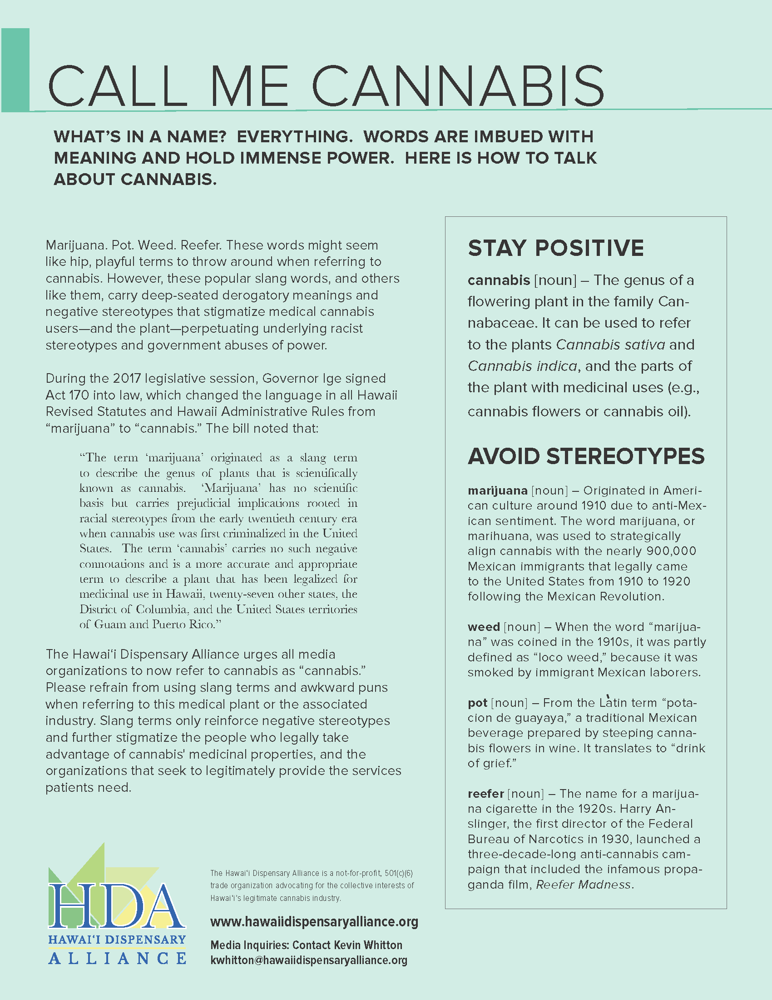 CALL ME CANNABIS
WHAT’S IN A NAME?  EVERYTHING.  WORDS ARE IMBUED WITH
MEANING AND HOLD IMMENSE POWER.  HERE IS HOW TO TALK
ABOUT CANNABIS.
Marijuana. Pot. Weed. Reefer. These words might seem
like hip, playful terms to throw around when referring to
cannabis. However, these popular slang words, and others
like them, carry deep-seated derogatory meanings and
negative stereotypes that stigmatize medical cannabis
users—and the plant—perpetuating underlying racist
stereotypes and government abuses of power.
During the 2017 legislative session, Governor Ige signed
Act 170 into law, which changed the language in all Hawaii
Revised Statutes and Hawaii Administrative Rules from
“marijuana” to “cannabis.” The bill noted that:
“The term ‘marijuana’ originated as a slang term
to describe the genus of plants that is scientifically
known as cannabis.  ‘Marijuana’ has no scientific
basis but carries prejudicial implications rooted in
racial stereotypes from the early twentieth century era
when cannabis use was first criminalized in the United
States.  The term ‘cannabis’ carries no such negative
connotations and is a more accurate and appropriate
term to describe a plant that has been legalized for
medicinal use in Hawaii, twenty-seven other states, the
District of Columbia, and the United States territories
of Guam and Puerto Rico.”
The Hawai‘i Dispensary Alliance urges all media
organizations to now refer to cannabis as “cannabis.”
Please refrain from using slang terms and awkward puns
when referring to this medical plant or the associated
industry. Slang terms only reinforce negative stereotypes
and further stigmatize the people who legally take
advantage of cannabis' medicinal properties, and the
organizations that seek to legitimately provide the services
patients need.
STAY POSITIVE
cannabis [noun] – The genus of a
flowering plant in the family Can-
nabaceae. It can be used to refer
to the plants Cannabis sativa and
Cannabis indica, and the parts of
the plant with medicinal uses (e.g.,
cannabis flowers or cannabis oil).
AVOID STEREOTYPES
marijuana [noun] – Originated in Ameri-
can culture around 1910 due to anti-Mex-
ican sentiment. The word marijuana, or
marihuana, was used to strategically
align cannabis with the nearly 900,000
Mexican immigrants that legally came
to the United States from 1910 to 1920
following the Mexican Revolution.
weed [noun] – When the word “marijua-
na” was coined in the 1910s, it was partly
defined as “loco weed,” because it was
smoked by immigrant Mexican laborers.
pot [noun] – From the Làtin term “pota-
cion de guayaya,” a traditional Mexican
beverage prepared by steeping canna-
bis flowers in wine. It translates to “drink
of grief.”
reefer [noun] – The name for a marijua-
na cigarette in the 1920s. Harry An-
slinger, the first director of the Federal
Bureau of Narcotics in 1930, launched a
three-decade-long anti-cannabis cam-
paign that included the infamous propa-
ganda film, Reefer Madness.
HDA
HAWAI‘I DISPENSARY
ALLIANCE
The Hawai‘i Dispensary Alliance is a not-for-profit, 501(c)(6)
trade organization advocating for the collective interests of
Hawai‘i’s legitimate cannabis industry.
www.hawaiidispensaryalliance.org
Media Inquiries: Contact Kevin Whitton
kwhitton@hawaiidispensaryalliance.org